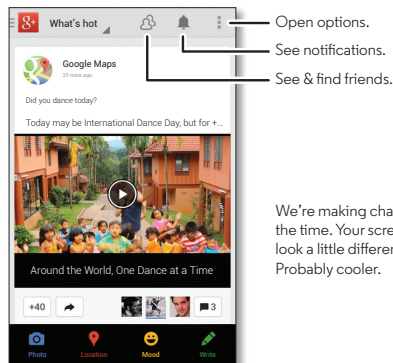 8+ What's hot
Open options.
See notifications.
See & find friends.
Google Maps
25 mins ago
Did you dance today?
Today may be International Dance Day, but for +...
We're making cha
the time. Your scre
look a little differen
Probably cooler.
Around the World, One Dance at a Time
+40
3
Photo Location Mood Write